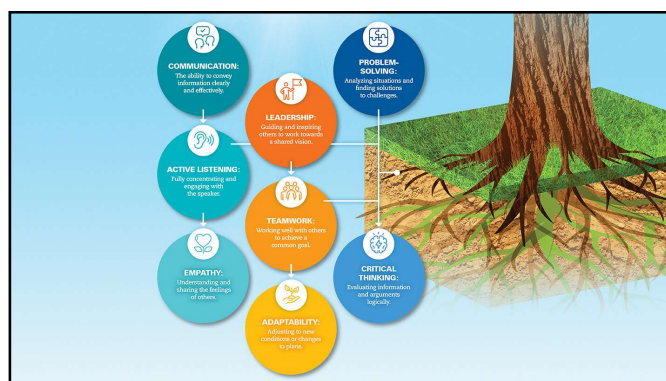 COMMUNICATION:
The ability to convey
information clearly
and effectively.
ACTIVE LISTENING:
Fully concentrating and
engaging with
the speaker.
EMPATHY:
Understanding and
sharing the feelings
of others.
LEADERSHIP:
Guiding and inspiring
others to work towards
a shared vision.
TEAMWORK:
Working well with others
to achieve a
common goal.
ADAPTABILITY:
Adjusting to new
conditions or changes
to plans.
PROBLEM-
SOLVING:
Analyzing situations and
finding solutions
to challenges.
CRITICAL
THINKING:
Evaluating information
and arguments
logically.